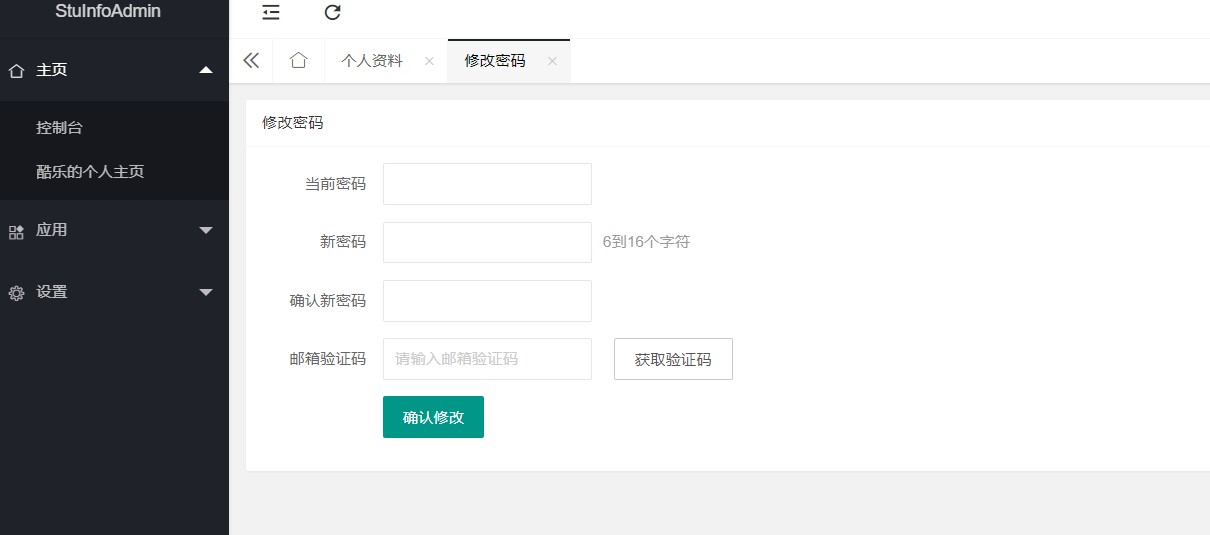 StuInfoAdmin
主页
控制台
酷乐的个人主页
应用
设置
个人资料
修改密码
修改密码
当前密码
新密码 6到16个字符
确认新密码
邮箱验证码 请输入邮箱验证码 获取验证码
确认修改